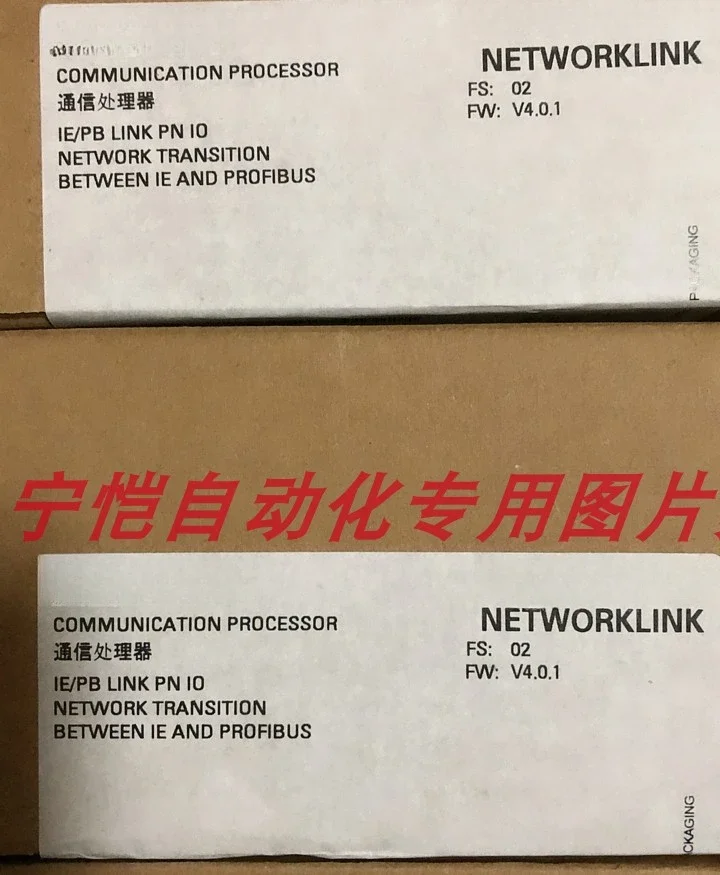 COMMUNICATION PROCESSOR
通信处理器
IE/PB LINK PN IO
NETWORK TRANSITION
BETWEEN IE AND PROFIBUS
NETWORKLINK
FS: 02
FW: V4.0.1
宁恺自动化专用图片
COMMUNICATION PROCESSOR
通信处理器
IE/PB LINK PN IO
NETWORK TRANSITION
BETWEEN IE AND PROFIBUS
NETWORKLINK
FS: 02
FW: V4.0.1
CKAGING